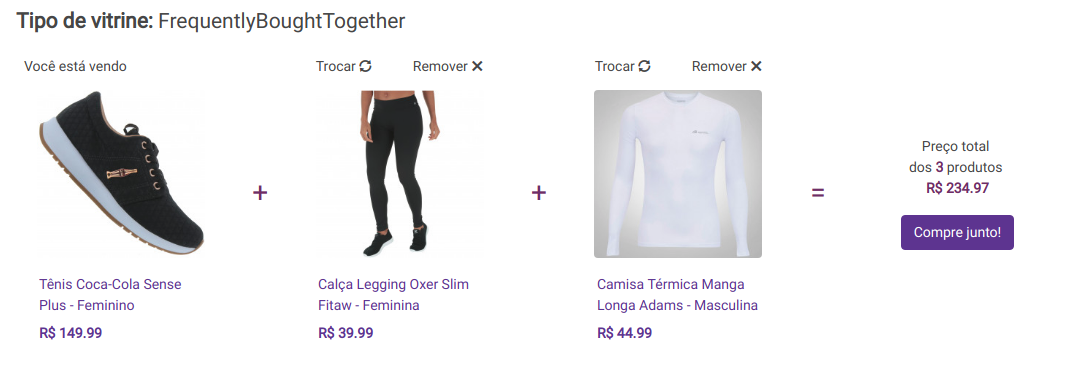 Tipo de vitrine: FrequentlyBoughtTogether
Você está vendo
Trocar
Remover
Trocar
Remover
+
+
=
Tênis Coca-Cola Sense
Plus - Feminino
R$ 149.99
Calça Legging Oxer Slim
Fitaw - Feminina
R$ 39.99
Camisa Térmica Manga
Longa Adams - Masculina
R$ 44.99
Preço total
dos 3 produtos
R$ 234.97
Compre junto!